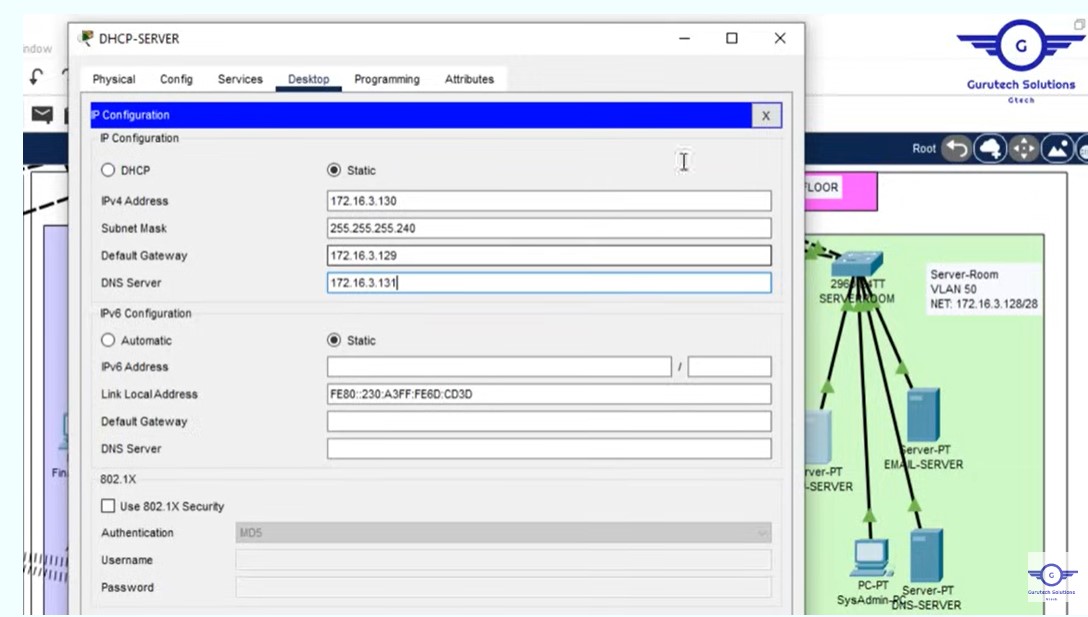 DHCP-SERVER
ndow
G
Gurutech Solutions
Gtech
Physical Config Services Desktop Programming Attributes
IP Configuration X
IP Configuration
DHCP Static
IPv4 Address 172.16.3.130
Subnet Mask 255.255.255.240
Default Gateway 172.16.3.129
DNS Server 172.16.3.131
IPv6 Configuration
Automatic Static
IPv6 Address /
Link Local Address FE80::230:A3FF:FE6D:CD3D
Default Gateway
DNS Server
802.1X
Use 802.1X Security
Authentication MD5
Username
Password
Root
FLOOR
SERVERROOM
Server-Room
VLAN 50
NET: 172.16.3.128/28
Server-PT
EMAIL-SERVER
rver-PT
-SERVER
Fin
PC-PT
SysAdmin-PC
Server-PT
DNS-SERVER
G
Gurutech Solutions
Gtech